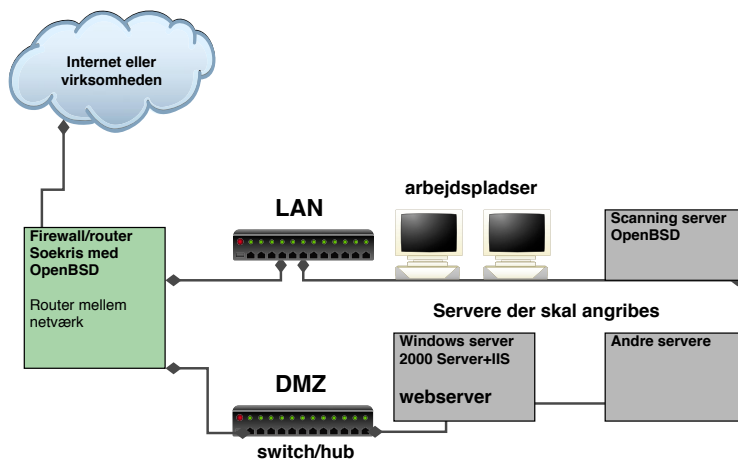 Internet eller
virksomheden
arbejdspladser
LAN
Firewall/router
Soekris med
OpenBSD
Router mellem
netværk
Scanning server
OpenBSD
Servere der skal angribes
Windows server
2000 Server+IIS
webserver
Andre servere
DMZ
switch/hub